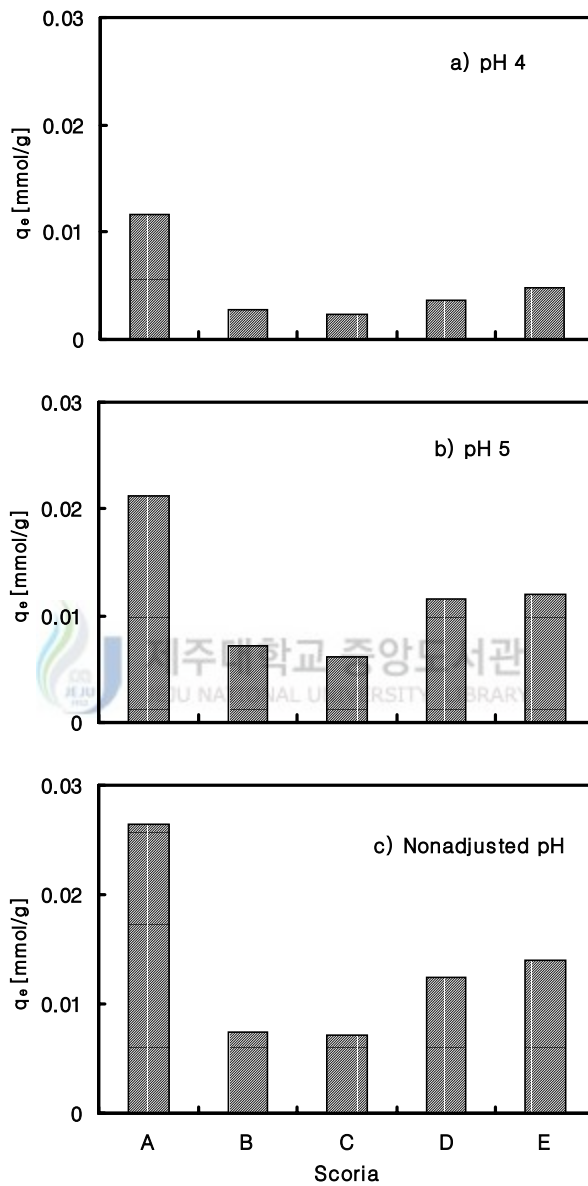 0.03
a) pH 4
0.02
qe [mmol/g]
0.01
0
0.03
b) pH 5
0.02
qe [mmol/g]
0.01
제주대학교 중앙도서관
JEJU NATIONAL UNIVERSITY LIBRARY
JEJU
1952
0
0.03
c) Nonadjusted pH
0.02
qe [mmol/g]
0.01
0
A B C D E
Scoria